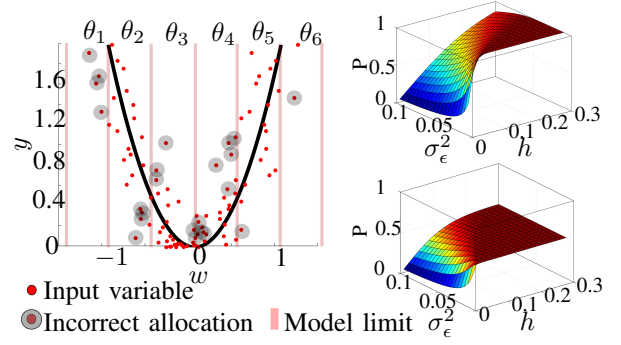 θ1 θ2 θ3 θ4 θ5 θ6
1.6
1.2
0.8
0.4
0
y
−1 0 1
w
Input variable
Incorrect allocation Model limit
P
1
0.5
0
0.1 0.05 0 0.1 0.2 0.3
σ²ϵ h
P
1
0.5
0
0.1 0.05 0 0.1 0.2 0.3
σ²ϵ h